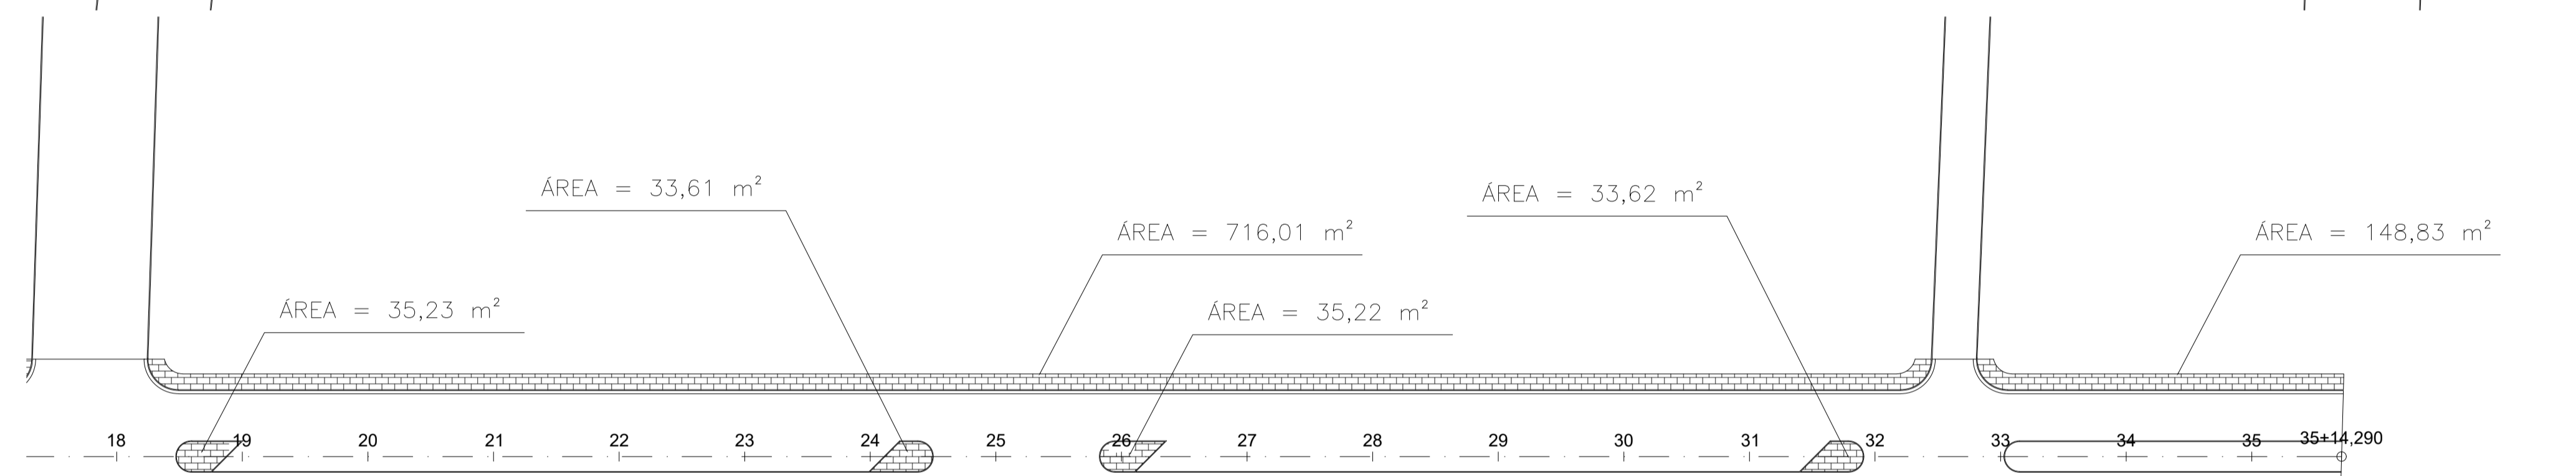 ÁREA = 33,61 m²
ÁREA = 33,62 m²
ÁREA = 716,01 m²
ÁREA = 148,83 m²
ÁREA = 35,23 m²
ÁREA = 35,22 m²
18 19 20 21 22 23 24 25 26 27 28 29 30 31 32 33 34 35 35+14,290